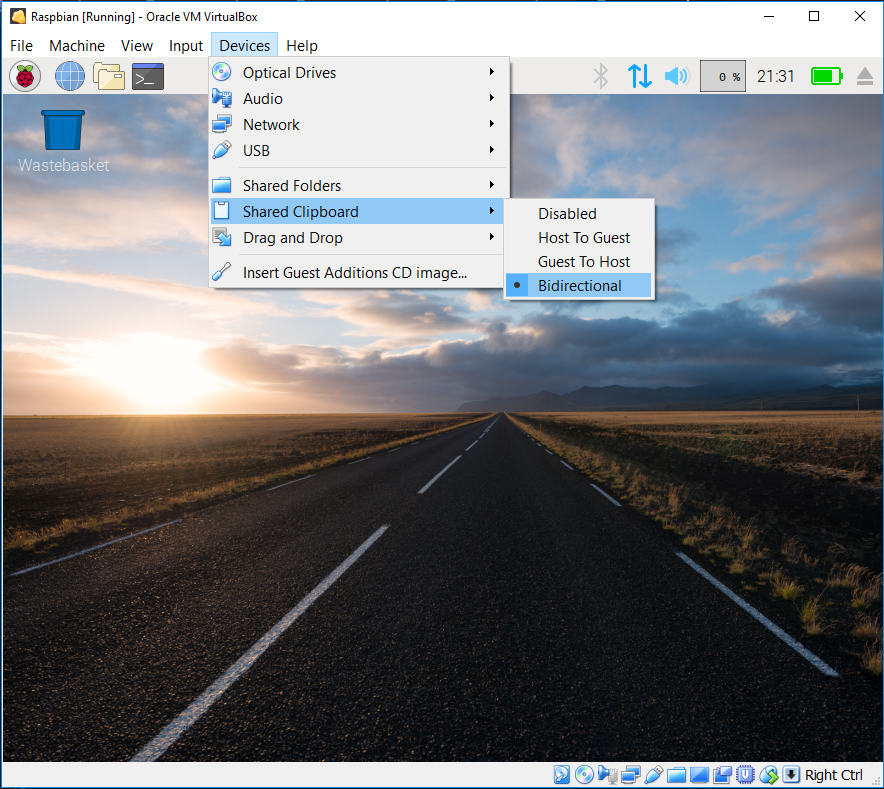 Raspbian [Running] - Oracle VM VirtualBox
File Machine View Input Devices Help
0 % 21:31
Wastebasket
Optical Drives
Audio
Network
USB
Shared Folders
Shared Clipboard
Drag and Drop
Insert Guest Additions CD image...
Disabled
Host To Guest
Guest To Host
Bidirectional
Right Ctrl